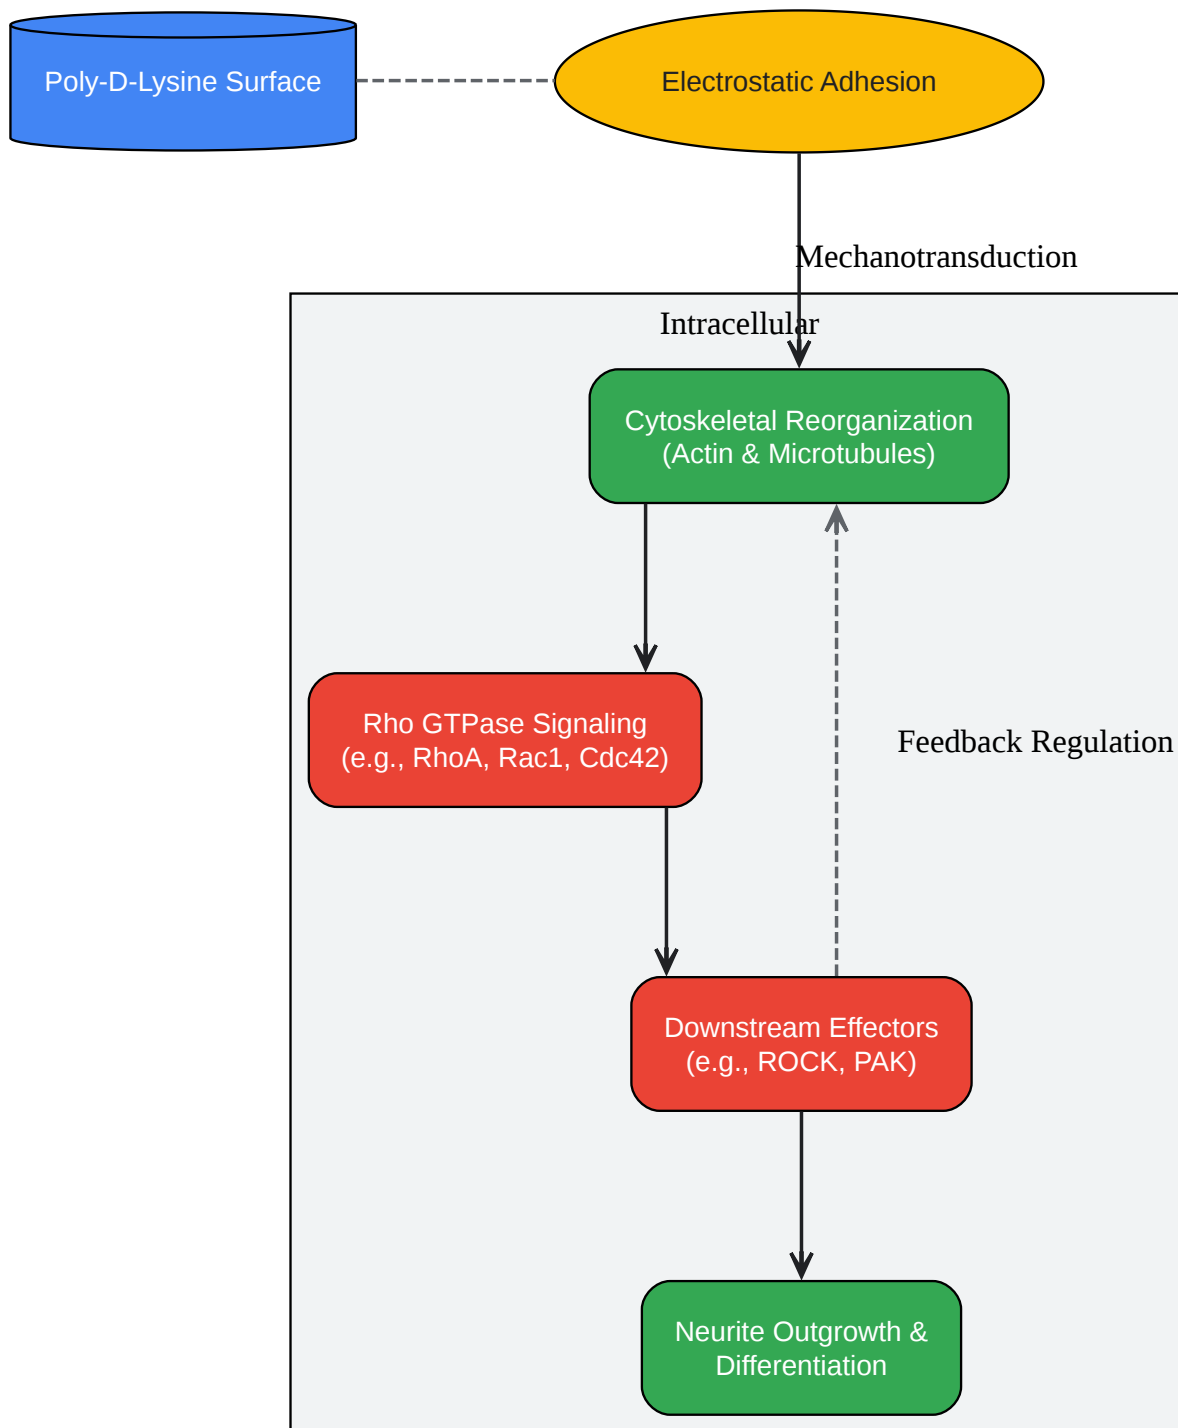 Poly-D-Lysine Surface
Electrostatic Adhesion
Mechanotransduction
Intracellular
Cytoskeletal Reorganization
(Actin & Microtubules)
Rho GTPase Signaling
(e.g., RhoA, Rac1, Cdc42)
Feedback Regulation
Downstream Effectors
(e.g., ROCK, PAK)
Neurite Outgrowth &
Differentiation